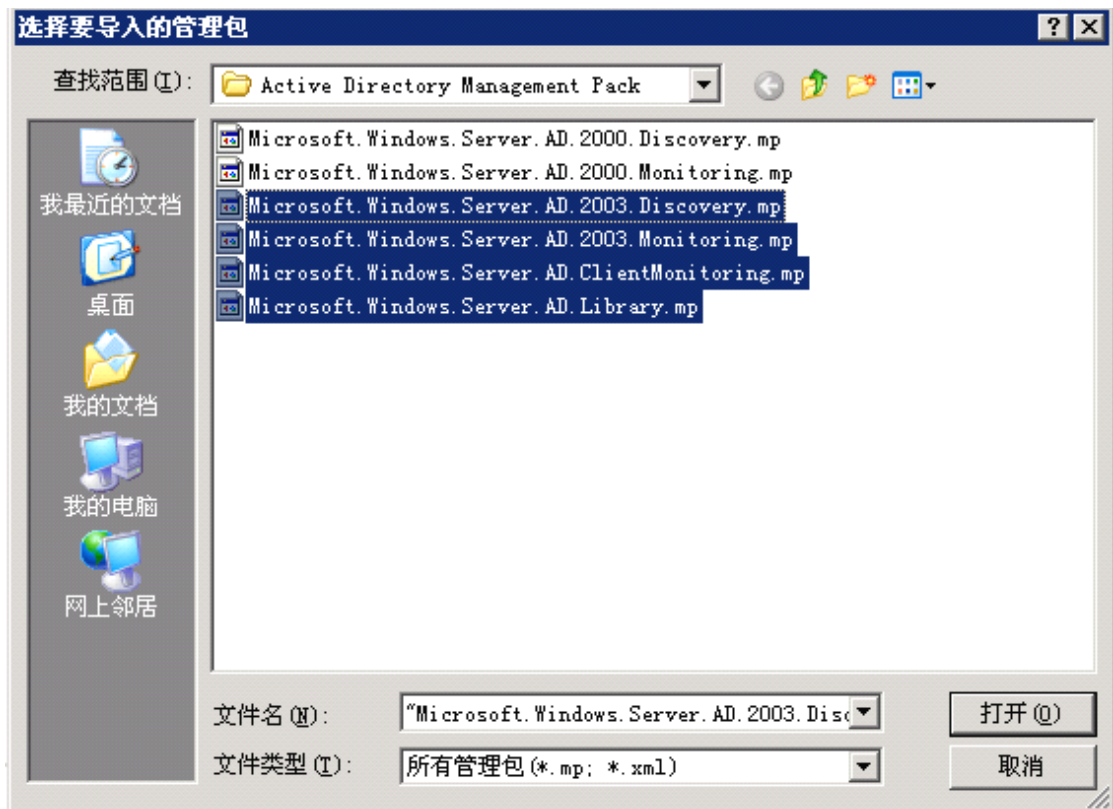 选择要导入的管理包
查找范围(I):
Active Directory Management Pack
我最近的文档
桌面
我的文档
我的电脑
网上邻居
Microsoft.Windows.Server.AD.2000.Discovery.mp
Microsoft.Windows.Server.AD.2000.Monitoring.mp
Microsoft.Windows.Server.AD.2003.Discovery.mp
Microsoft.Windows.Server.AD.2003.Monitoring.mp
Microsoft.Windows.Server.AD.ClientMonitoring.mp
Microsoft.Windows.Server.AD.Library.mp
文件名(N):
"Microsoft.Windows.Server.AD.2003.Disc
打开(O)
文件类型(T):
所有管理包(*.mp; *.xml)
取消